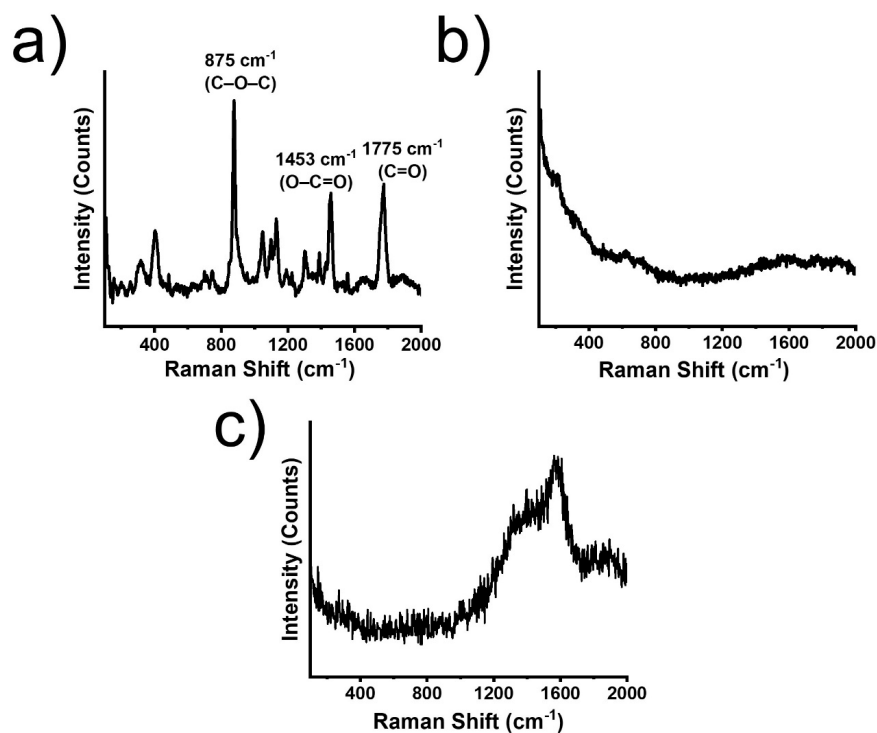 a)
875 cm⁻¹
(C–O–C)
1453 cm⁻¹
(O–C=O)
1775 cm⁻¹
(C=O)
Intensity (Counts)
400 800 1200 1600 2000
Raman Shift (cm⁻¹)
b)
Intensity (Counts)
400 800 1200 1600 2000
Raman Shift (cm⁻¹)
c)
Intensity (Counts)
400 800 1200 1600 2000
Raman Shift (cm⁻¹)